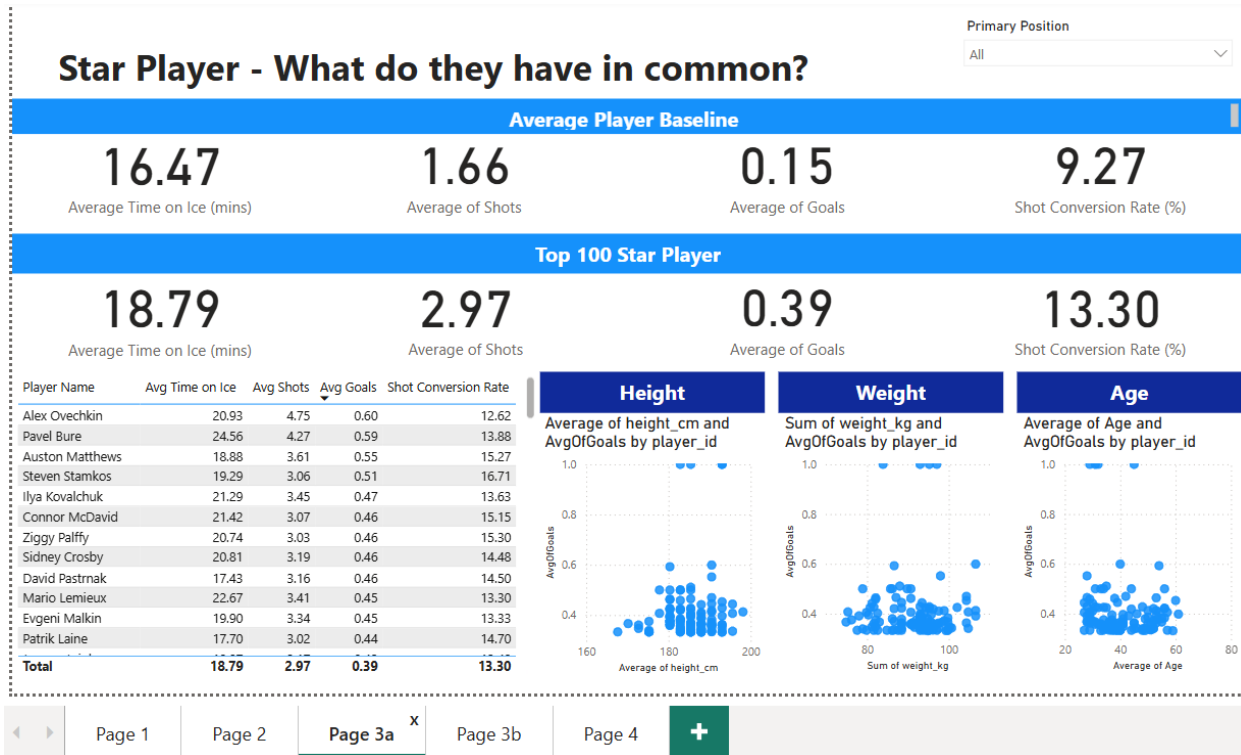 Primary Position
All
Star Player - What do they have in common?
Average Player Baseline
16.47 1.66 0.15 9.27
Average Time on Ice (mins) Average of Shots Average of Goals Shot Conversion Rate (%)
Top 100 Star Player
18.79 2.97 0.39 13.30
Average Time on Ice (mins) Average of Shots Average of Goals Shot Conversion Rate (%)
Player Name Avg Time on Ice Avg Shots Avg Goals Shot Conversion Rate
Alex Ovechkin 20.93 4.75 0.60 12.62
Pavel Bure 24.56 4.27 0.59 13.88
Auston Matthews 18.88 3.61 0.55 15.27
Steven Stamkos 19.29 3.06 0.51 16.71
Ilya Kovalchuk 21.29 3.45 0.47 13.63
Connor McDavid 21.42 3.07 0.46 15.15
Ziggy Palffy 20.74 3.03 0.46 15.30
Sidney Crosby 20.81 3.19 0.46 14.48
David Pastrnak 17.43 3.16 0.46 14.50
Mario Lemieux 22.67 3.41 0.45 13.30
Evgeni Malkin 19.90 3.34 0.45 13.33
Patrik Laine 17.70 3.02 0.44 14.70
Total 18.79 2.97 0.39 13.30
Height
Average of height_cm and
AvgOfGoals by player_id
1.0
0.8
0.6
0.4
AvgOfGoals
160 180 200
Average of height_cm
Weight
Sum of weight_kg and
AvgOfGoals by player_id
1.0
0.8
0.6
0.4
AvgOfGoals
80 100
Sum of weight_kg
Age
Average of Age and
AvgOfGoals by player_id
1.0
0.8
0.6
0.4
AvgOfGoals
20 40 60 80
Average of Age
Page 1 Page 2 Page 3a x Page 3b Page 4 +